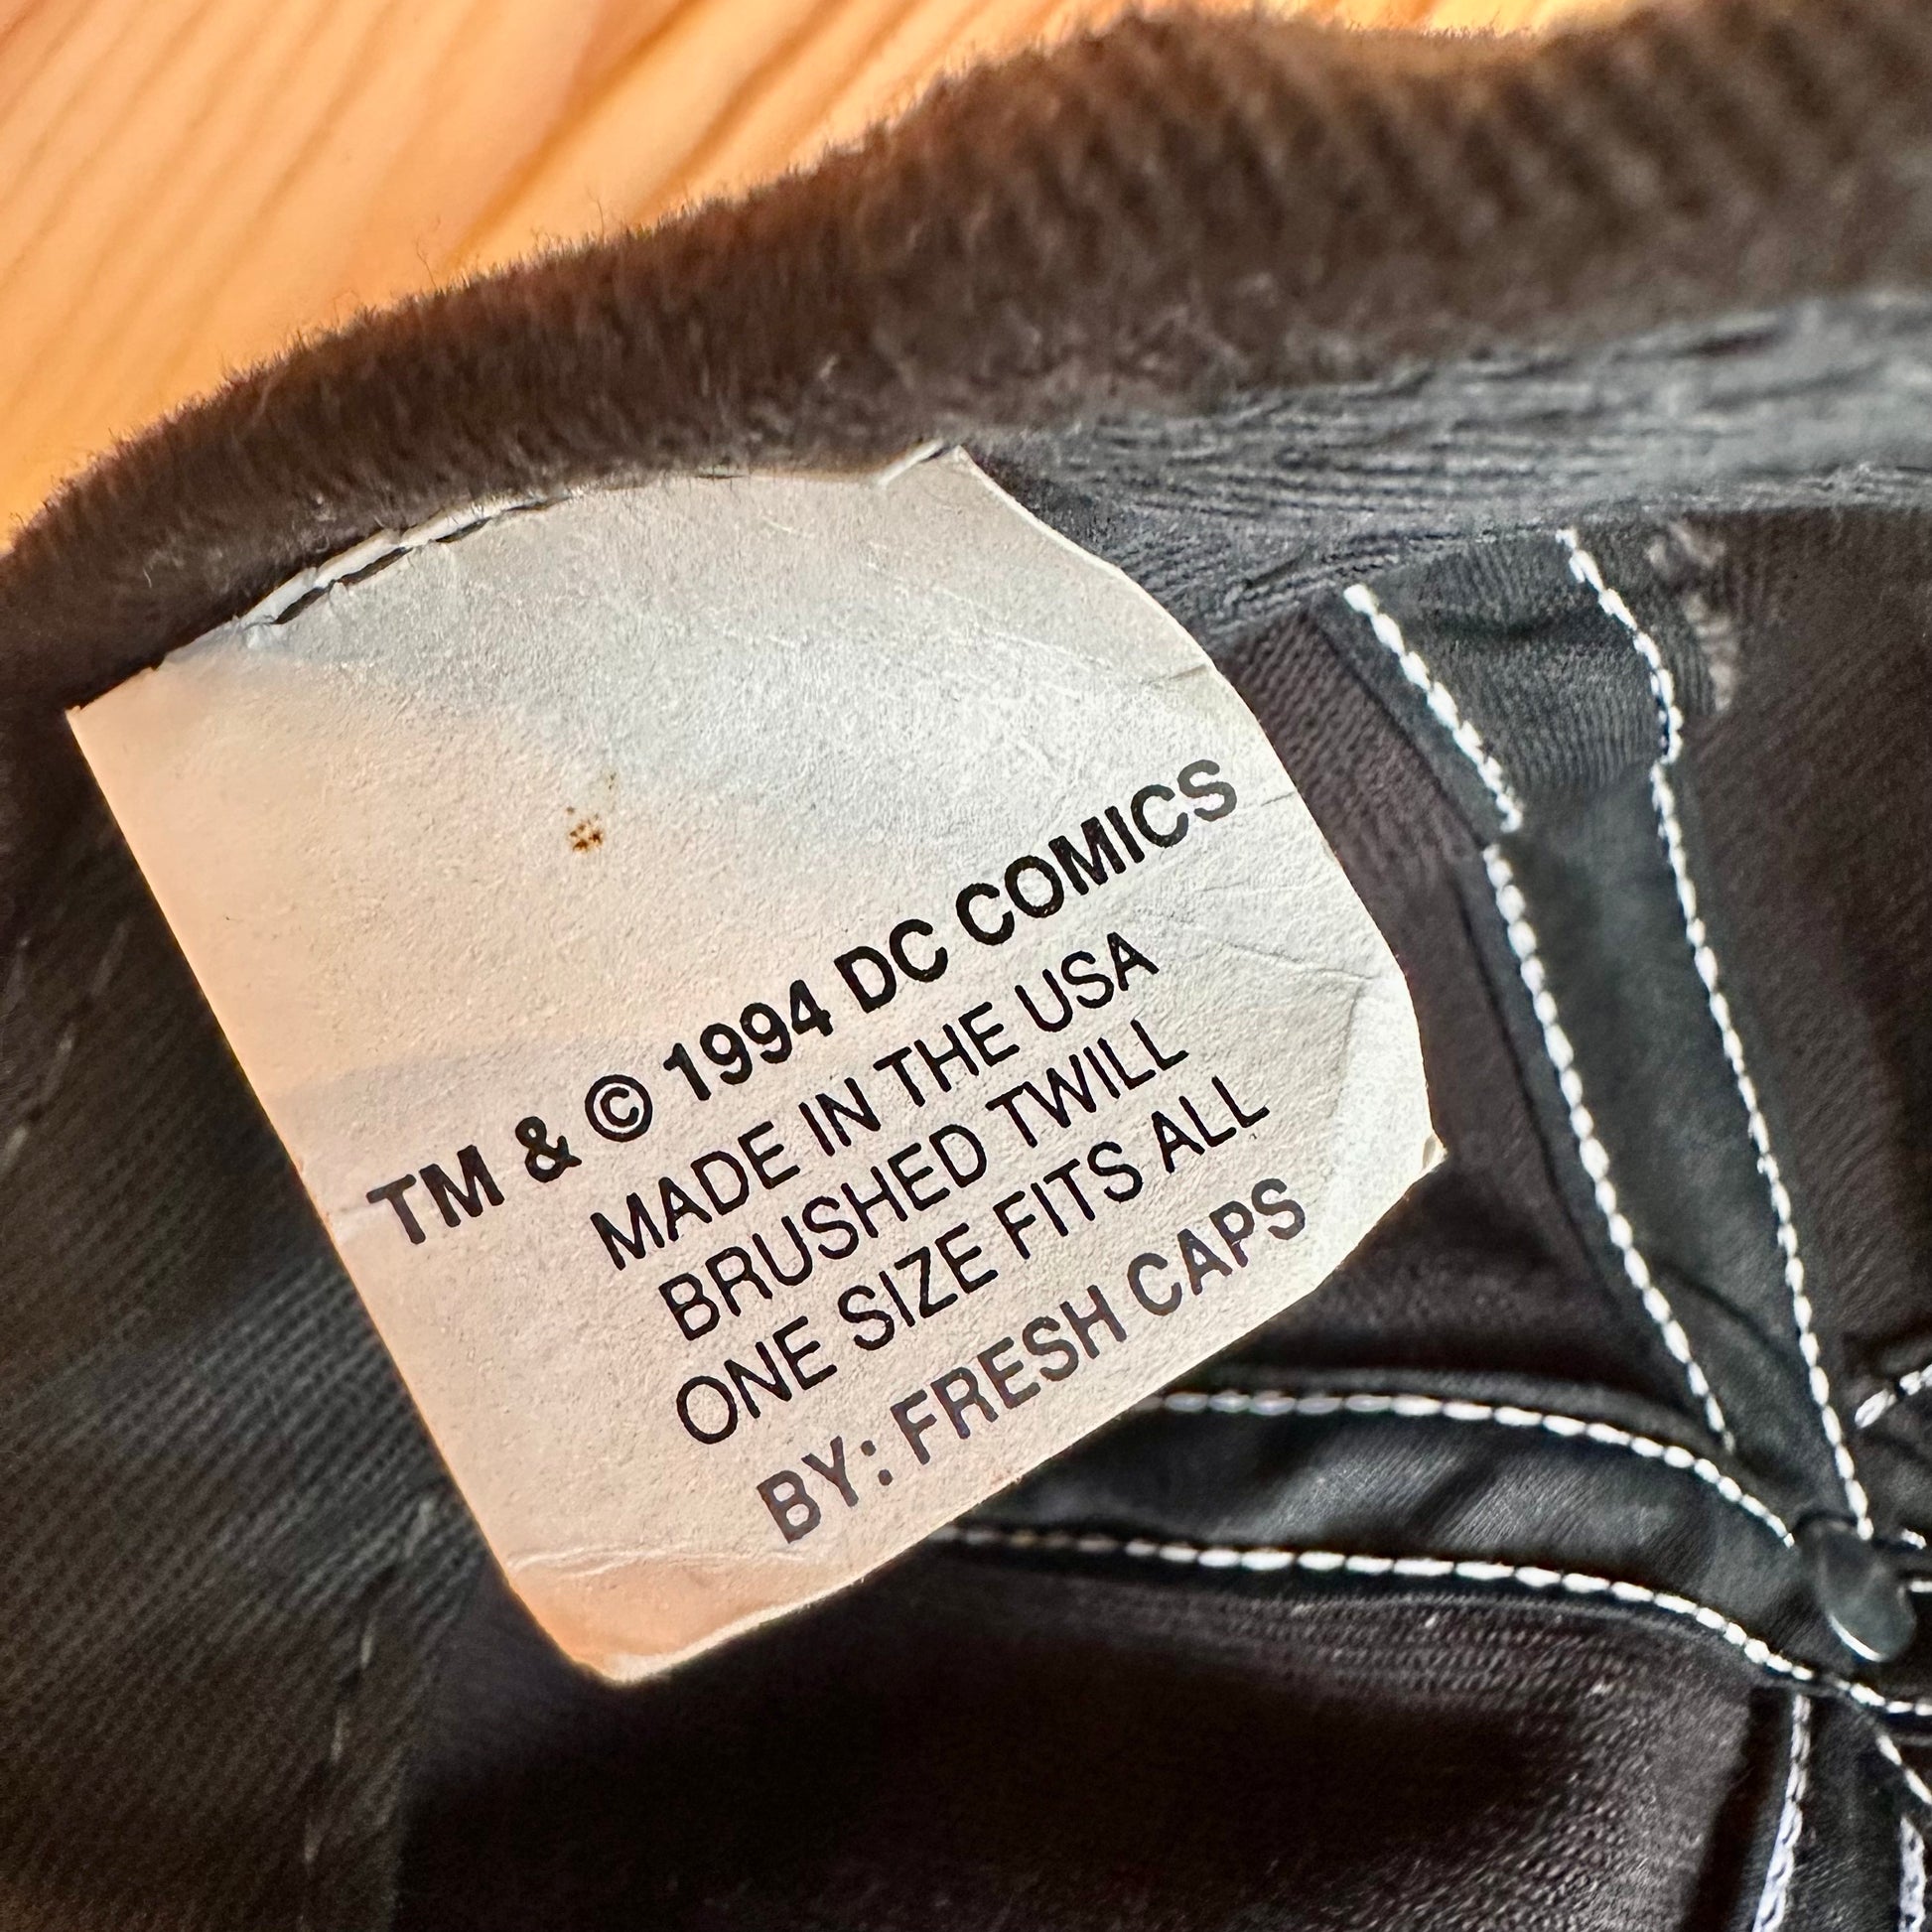 TM & © 1994 DC COMICS
MADE IN THE USA
BRUSHED TWILL
ONE SIZE FITS ALL
BY: FRESH CAPS